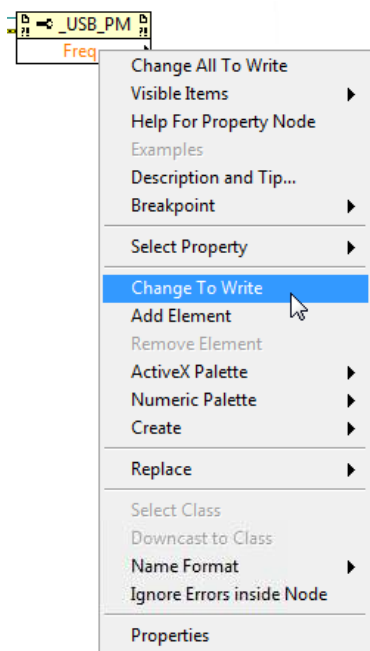 _USB_PM
Freq
Change All To Write
Visible Items
Help For Property Node
Examples
Description and Tip...
Breakpoint
Select Property
Change To Write
Add Element
Remove Element
ActiveX Palette
Numeric Palette
Create
Replace
Select Class
Downcast to Class
Name Format
Ignore Errors inside Node
Properties